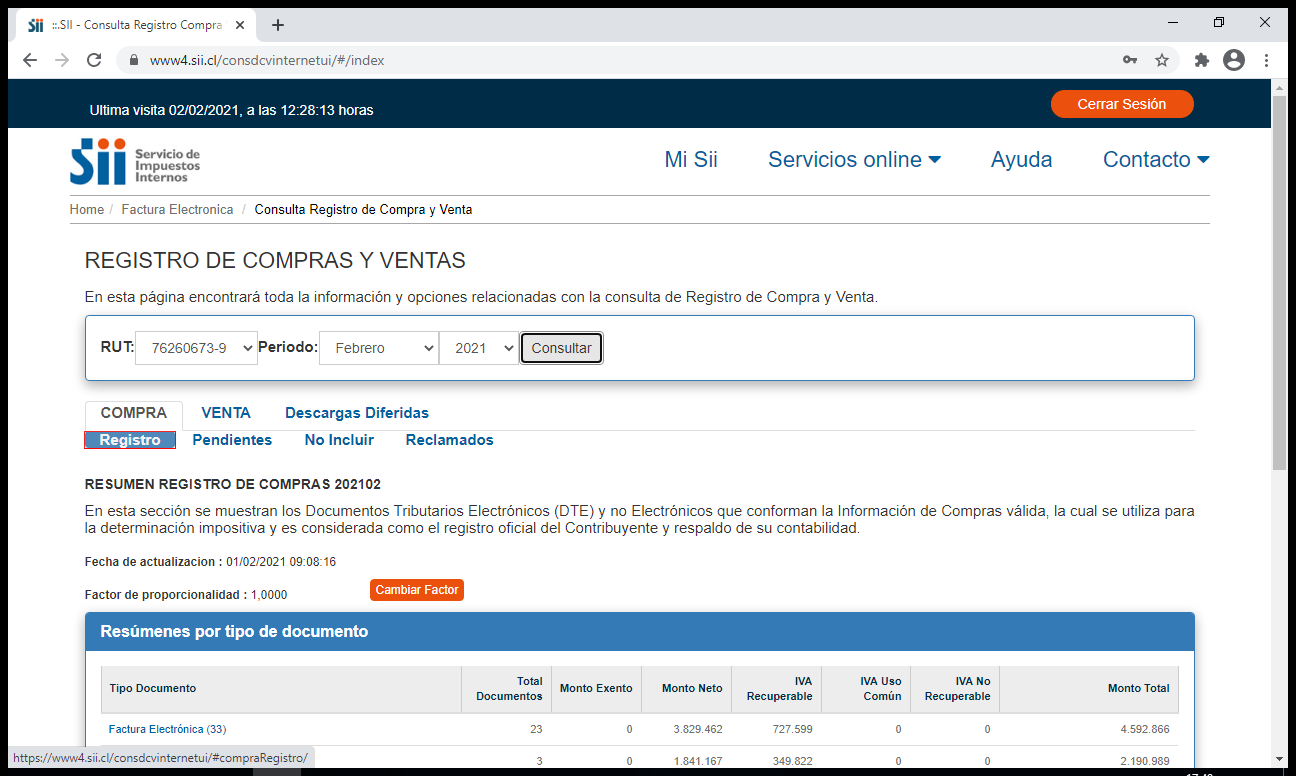 ::.SII - Consulta Registro Compra
www4.sii.cl/consdcvinternetui/#/index
Ultima visita 02/02/2021, a las 12:28:13 horas
Cerrar Sesión
Sii
Servicio de
Impuestos
Internos
Mi Sii
Servicios online
Ayuda
Contacto
Home / Factura Electronica / Consulta Registro de Compra y Venta
REGISTRO DE COMPRAS Y VENTAS
En esta página encontrará toda la información y opciones relacionadas con la consulta de Registro de Compra y Venta.
RUT: 76260673-9 Periodo: Febrero 2021 Consultar
COMPRA VENTA Descargas Diferidas
Registro Pendientes No Incluir Reclamados
RESUMEN REGISTRO DE COMPRAS 202102
En esta sección se muestran los Documentos Tributarios Electrónicos (DTE) y no Electrónicos que conforman la Información de Compras válida, la cual se utiliza para
la determinación impositiva y es considerada como el registro oficial del Contribuyente y respaldo de su contabilidad.
Fecha de actualizacion : 01/02/2021 09:08:16
Factor de proporcionalidad : 1,0000 Cambiar Factor
Resúmenes por tipo de documento
Tipo Documento
Total
Documentos
Monto Exento
Monto Neto
IVA
Recuperable
IVA Uso
Común
IVA No
Recuperable
Monto Total
Factura Electrónica (33) 23 0 3.829.462 727.599 0 0 4.592.866
3 0 1.841.167 349.822 0 0 2.190.989
https://www4.sii.cl/consdcvinternetui/#compraRegistro/